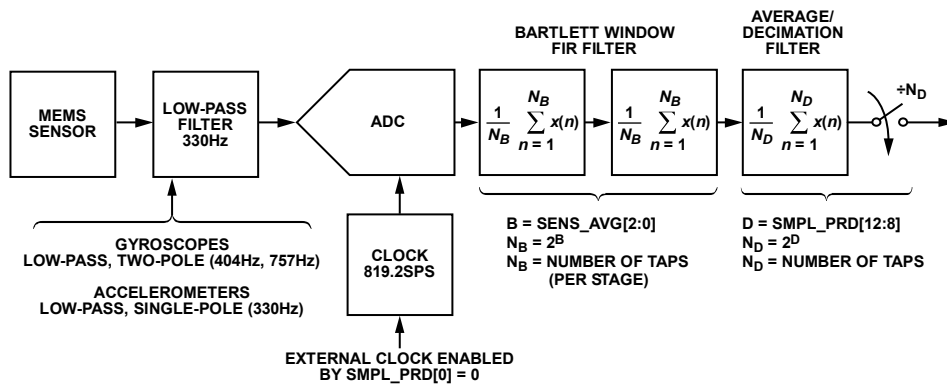 BARTLETT WINDOW
FIR FILTER
AVERAGE/
DECIMATION
FILTER
MEMS
SENSOR
LOW-PASS
FILTER
330Hz
ADC
1/N_B ∑ x(n) N_B n = 1
1/N_B ∑ x(n) N_B n = 1
1/N_D ∑ x(n) N_D n = 1
÷N_D
CLOCK
819.2SPS
GYROSCOPES
LOW-PASS, TWO-POLE (404Hz, 757Hz)
ACCELEROMETERS
LOW-PASS, SINGLE-POLE (330Hz)
EXTERNAL CLOCK ENABLED
BY SMPL_PRD[0] = 0
B = SENS_AVG[2:0]
N_B = 2^B
N_B = NUMBER OF TAPS
(PER STAGE)
D = SMPL_PRD[12:8]
N_D = 2^D
N_D = NUMBER OF TAPS